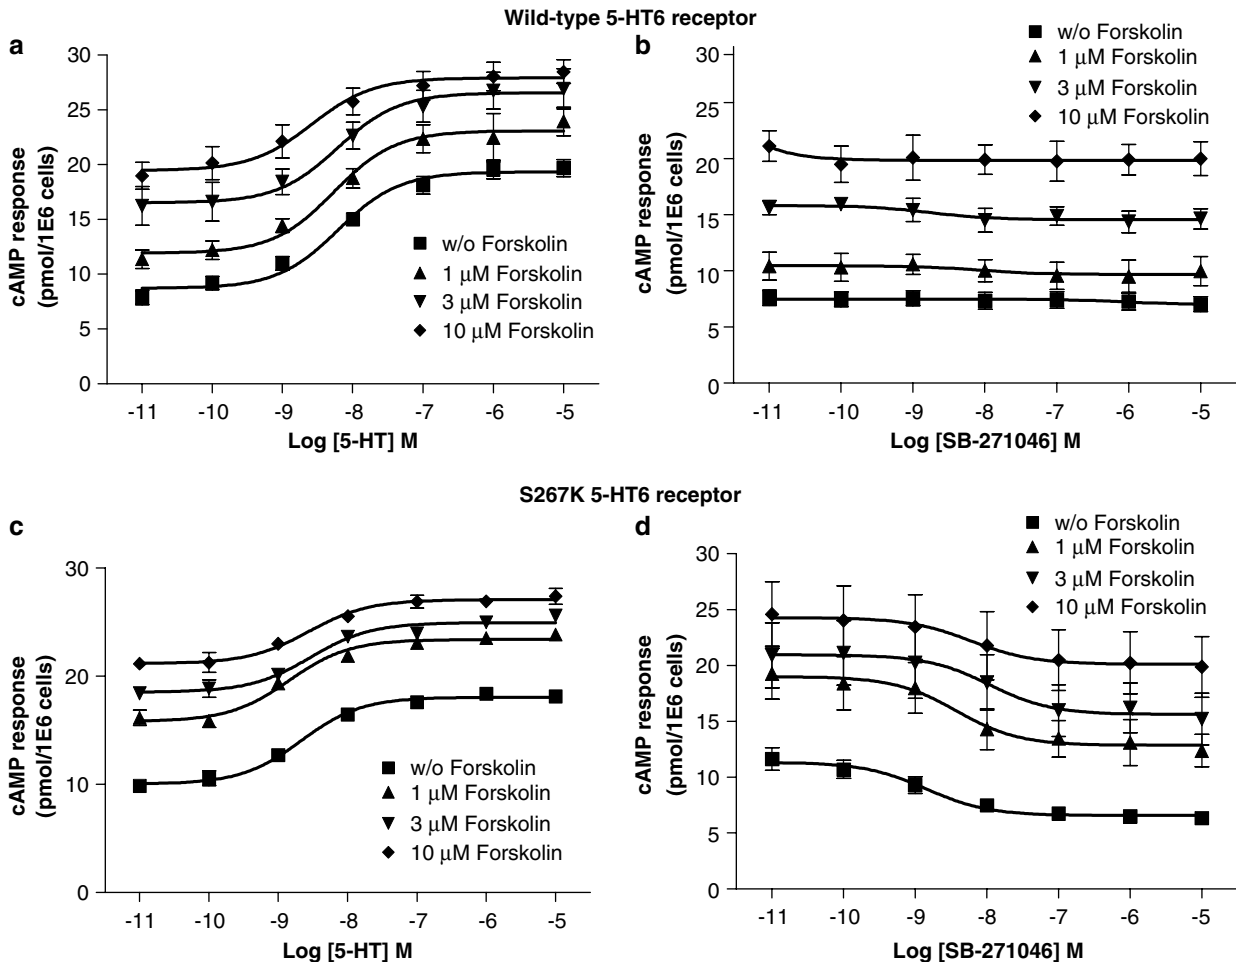 Wild-type 5-HT6 receptor
a
30
25
20
15
10
5
0
cAMP response
(pmol/1E6 cells)
w/o Forskolin
1 μM Forskolin
3 μM Forskolin
10 μM Forskolin
-11 -10 -9 -8 -7 -6 -5
Log [5-HT] M
b
30
25
20
15
10
5
0
cAMP response
(pmol/1E6 cells)
w/o Forskolin
1 μM Forskolin
3 μM Forskolin
10 μM Forskolin
-11 -10 -9 -8 -7 -6 -5
Log [SB-271046] M
S267K 5-HT6 receptor
c
30
20
10
0
cAMP response
(pmol/1E6 cells)
w/o Forskolin
1 μM Forskolin
3 μM Forskolin
10 μM Forskolin
-11 -10 -9 -8 -7 -6 -5
Log [5-HT] M
d
30
25
20
15
10
5
0
cAMP response
(pmol/1E6 cells)
w/o Forskolin
1 μM Forskolin
3 μM Forskolin
10 μM Forskolin
-11 -10 -9 -8 -7 -6 -5
Log [SB-271046] M